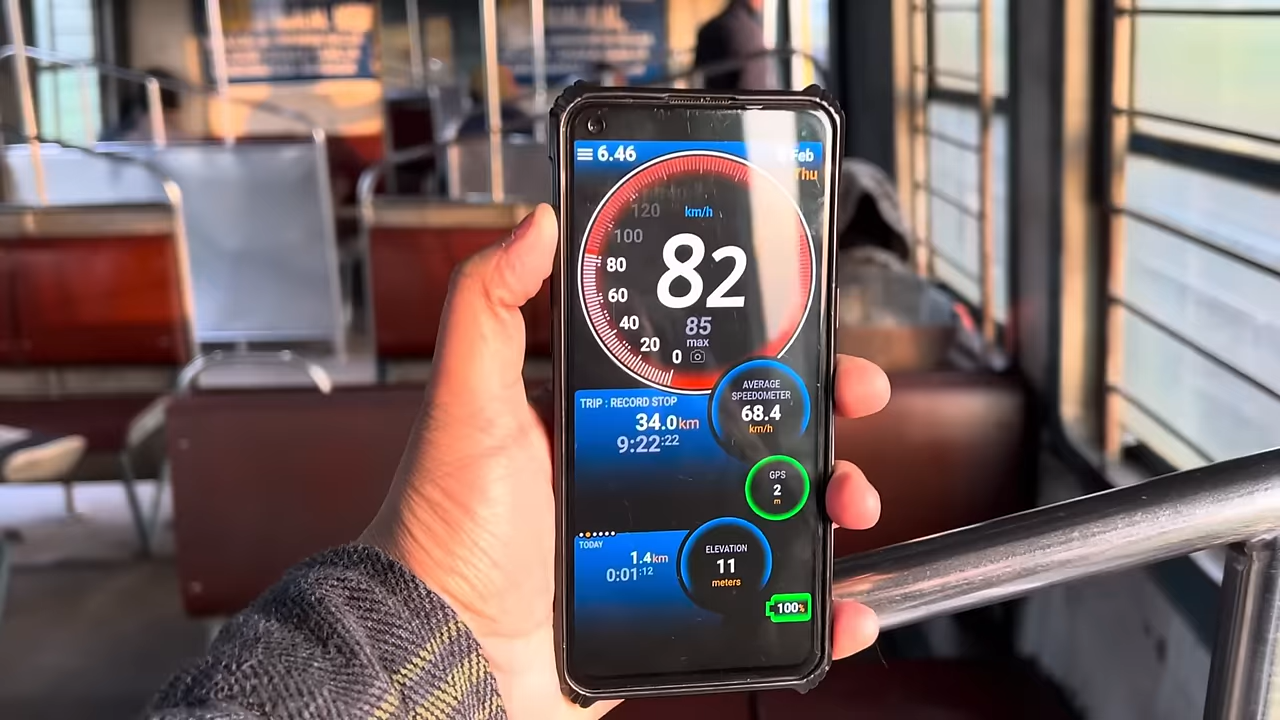 6.46
Feb
Thu
120
km/h
100
80
82
60
40
85
max
20
0
AVERAGE
SPEEDOMETER
68.4
km/h
TRIP : RECORD STOP
34.0km
9:22:22
GPS
2
m
TODAY
1.4km
0:01:12
ELEVATION
11
meters
100%